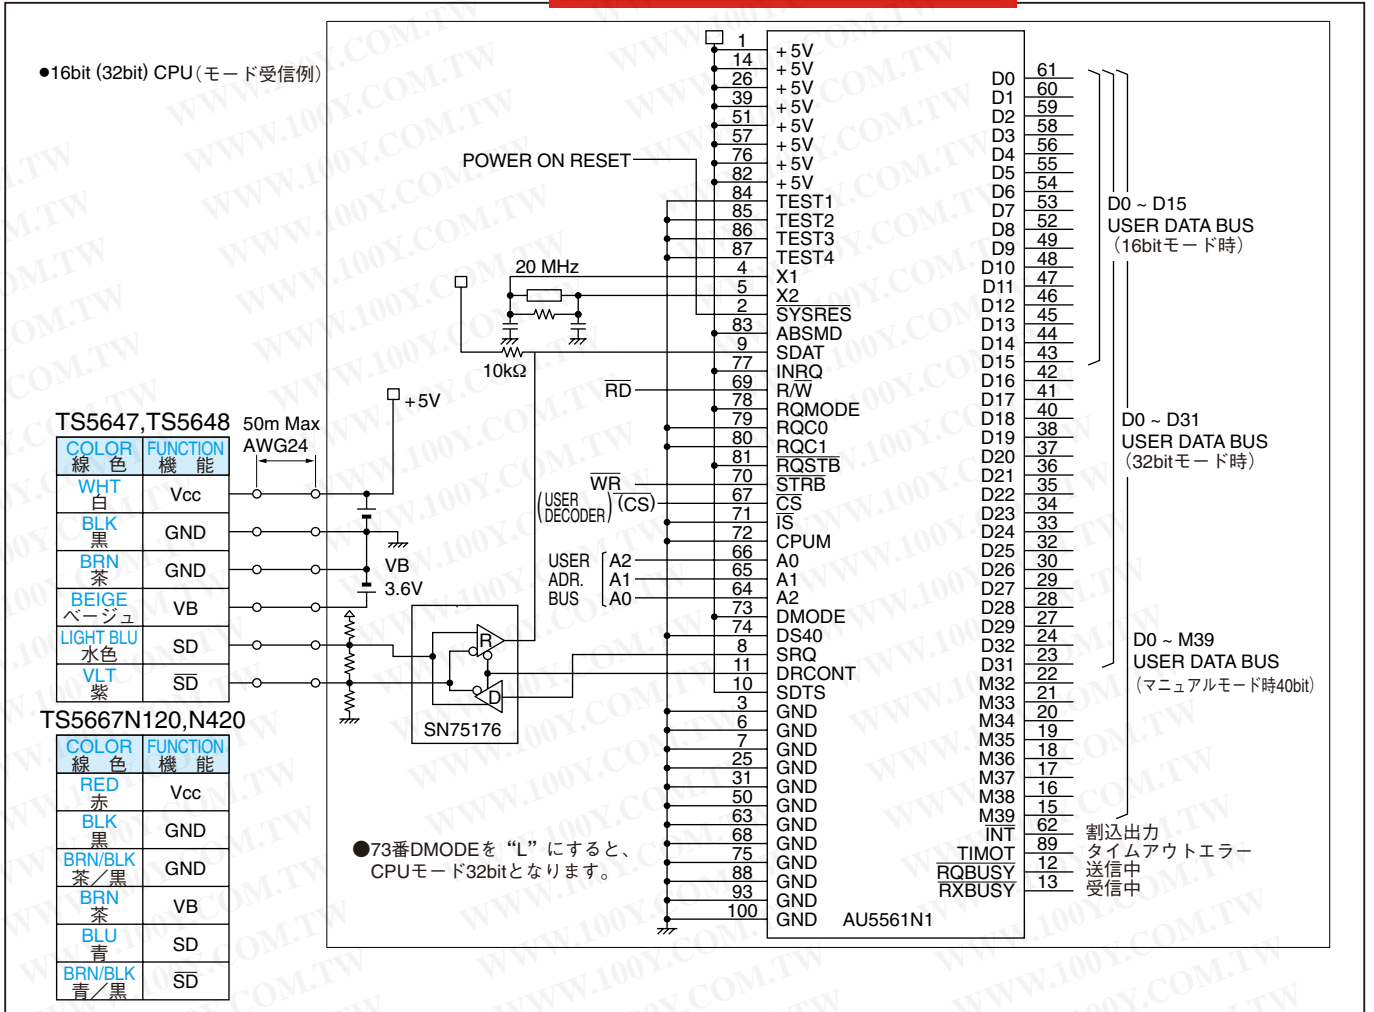 ●16bit (32bit) CPU(モード受信例)
POWER ON RESET
20 MHz
10kΩ
+5V
RD
WR
(USER DECODER)
(CS)
USER ADR. BUS
A2
A1
A0
TS5647,TS5648
50m Max
AWG24
COLOR 線 色
FUNCTION 機 能
WHT 白
Vcc
BLK 黒
GND
BRN 茶
GND
BEIGE ベージュ
VB
LIGHT BLU 水色
SD
VLT 紫
SD
VB
3.6V
R
D
SN75176
TS5667N120,N420
COLOR 線 色
FUNCTION 機 能
RED 赤
Vcc
BLK 黒
GND
BRN/BLK 茶/黒
GND
BRN 茶
VB
BLU 青
SD
BRN/BLK 青/黒
SD
●73番DMODEを“L”にすると、
CPUモード32bitとなります。
1 +5V
14 +5V
26 +5V
39 +5V
51 +5V
57 +5V
76 +5V
82 +5V
84 TEST1
85 TEST2
86 TEST3
87 TEST4
4 X1
5 X2
2 SYSRES
83 ABSMD
9 SDAT
77 INRQ
69 R/W
78 RQMODE
79 RQC0
80 RQC1
81 RQSTB
70 STRB
67 CS
71 IS
72 CPUM
66 A0
65 A1
64 A2
73 DMODE
74 DS40
8 SRQ
11 DRCONT
10 SDTS
3 GND
6 GND
7 GND
25 GND
31 GND
50 GND
63 GND
68 GND
75 GND
88 GND
93 GND
100 GND
AU5561N1
D0 61
D1 60
D2 59
D3 58
D4 56
D5 55
D6 54
D7 53
D8 52
D9 49
D10 48
D11 47
D12 46
D13 45
D14 44
D15 43
D16 42
D17 41
D18 40
D19 38
D20 37
D21 36
D22 35
D23 34
D24 33
D25 32
D26 30
D27 29
D28 28
D29 27
D32 24
D31 23
M32 22
M33 21
M34 20
M35 19
M36 18
M37 17
M38 16
M39 15
INT 62 割込出力
TIMOT 89 タイムアウトエラー
RQBUSY 12 送信中
RXBUSY 13 受信中
D0 ~ D15
USER DATA BUS
(16bitモード時)
D0 ~ D31
USER DATA BUS
(32bitモード時)
D0 ~ M39
USER DATA BUS
(マニュアルモード時40bit)
WWW.100Y.COM.TW